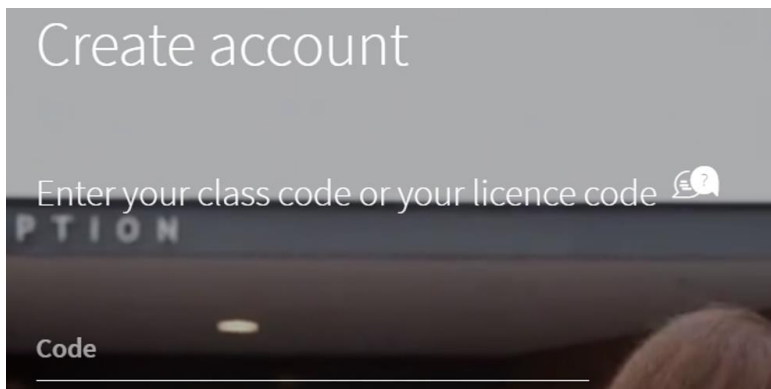 Create account
Enter your class code or your licence code
?
PTION
Code